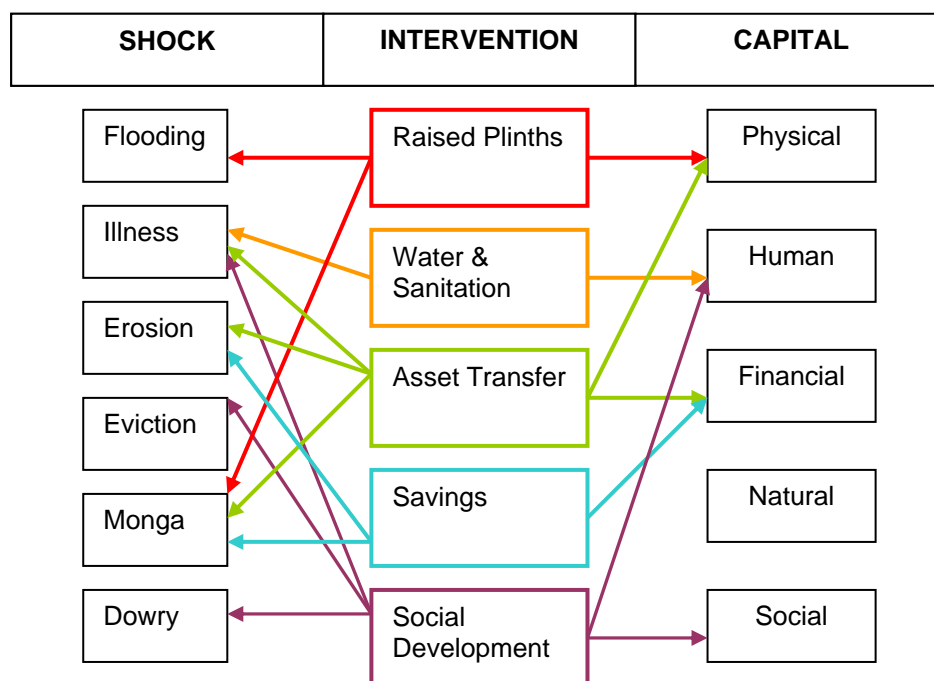 SHOCK INTERVENTION CAPITAL
Flooding
Raised Plinths
Physical
Illness
Water &
Sanitation
Human
Erosion
Asset Transfer
Financial
Eviction
Monga
Savings
Natural
Dowry
Social
Development
Social